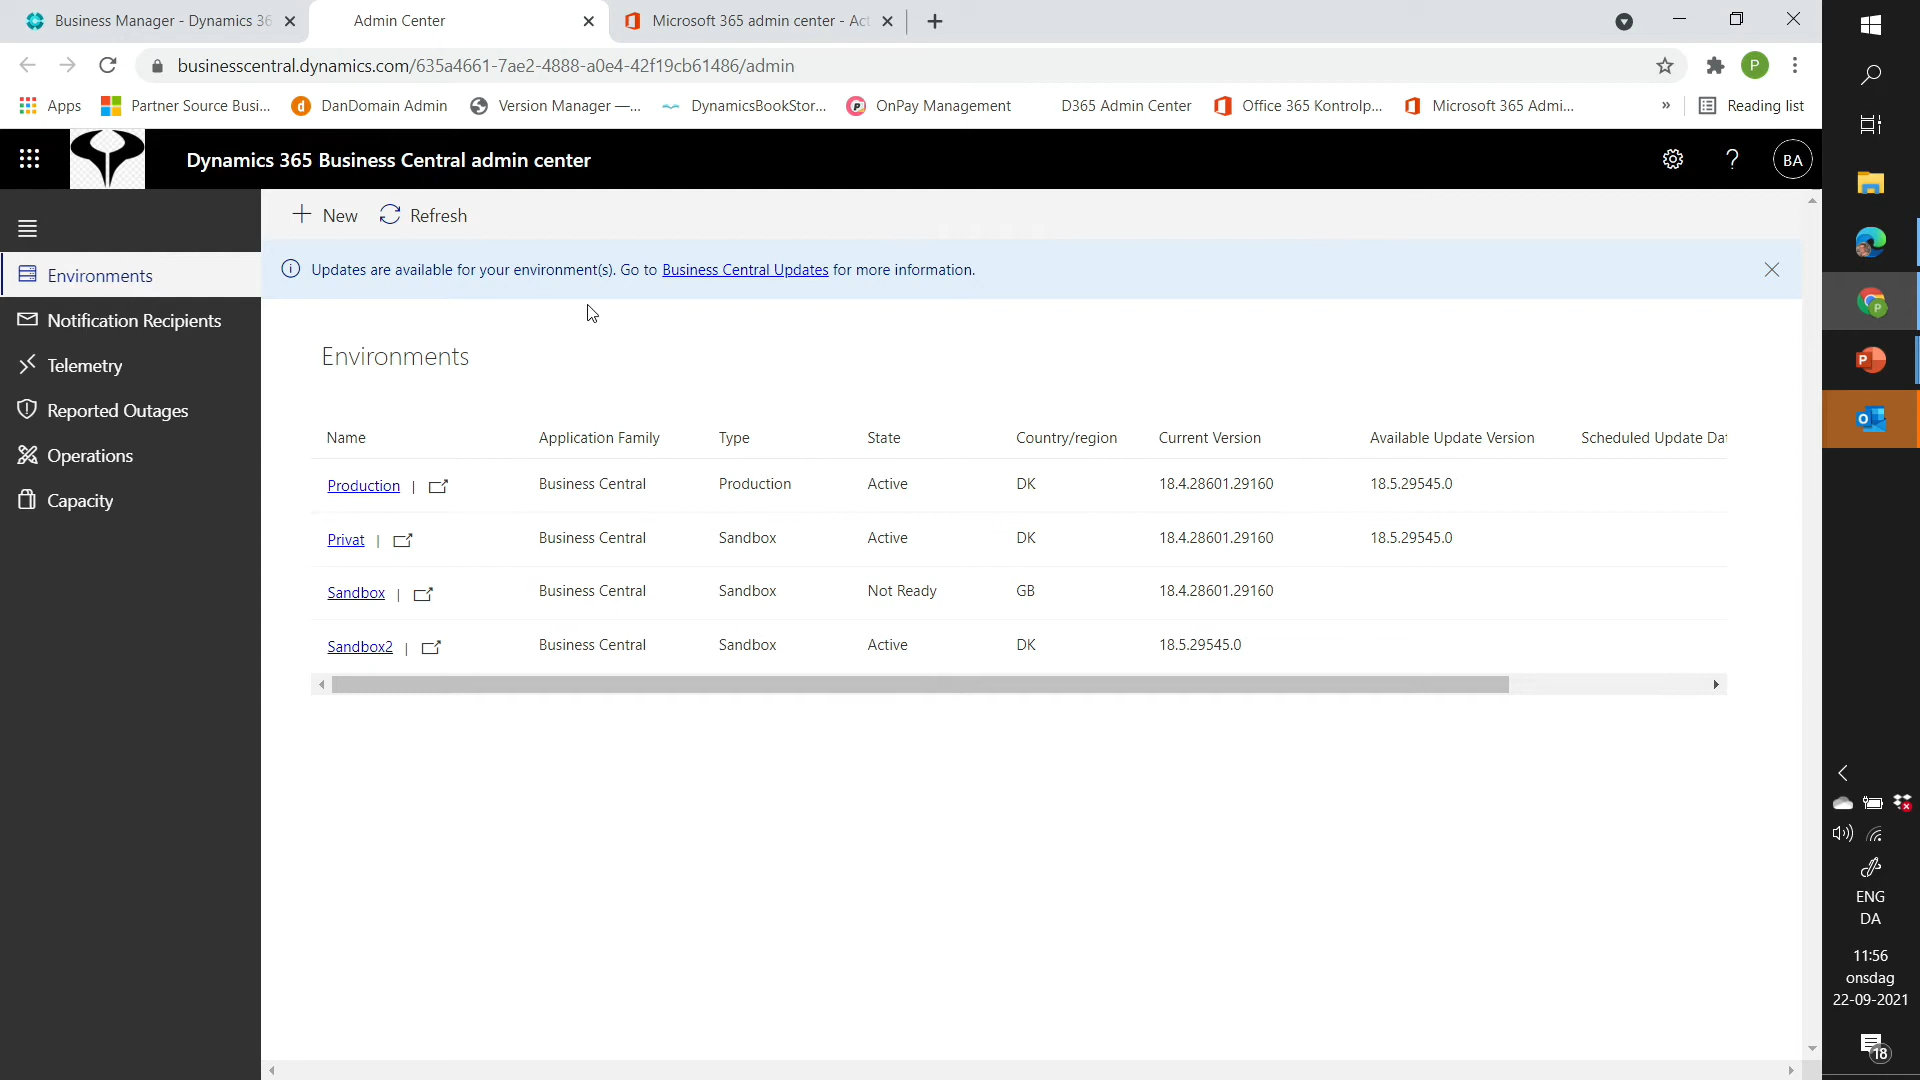 Business Manager - Dynamics 36
Admin Center
Microsoft 365 admin center - Act
businesscentral.dynamics.com/635a4661-7ae2-4888-a0e4-42f19cb61486/admin
P
Apps
Partner Source Busi...
DanDomain Admin
Version Manager —...
DynamicsBookStor...
OnPay Management
D365 Admin Center
Office 365 Kontrolp...
Microsoft 365 Admi...
»
Reading list
Dynamics 365 Business Central admin center
?
BA
New
Refresh
Updates are available for your environment(s). Go to Business Central Updates for more information.
Environments
Notification Recipients
Telemetry
Reported Outages
Operations
Capacity
Environments
Name Application Family Type State Country/region Current Version Available Update Version Scheduled Update Dat
Production | Business Central Production Active DK 18.4.28601.29160 18.5.29545.0
Privat | Business Central Sandbox Active DK 18.4.28601.29160 18.5.29545.0
Sandbox | Business Central Sandbox Not Ready GB 18.4.28601.29160
Sandbox2 | Business Central Sandbox Active DK 18.5.29545.0
ENG
DA
11:56
onsdag
22-09-2021
18